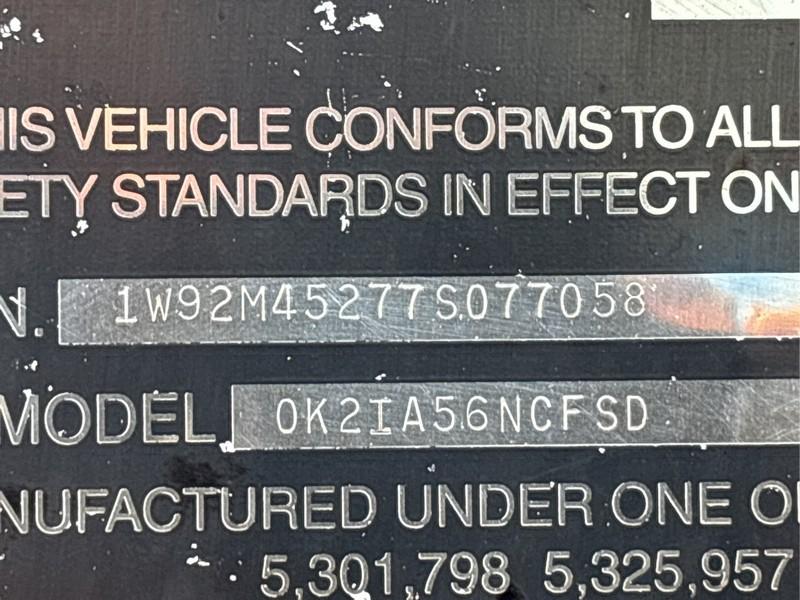 HIS VEHICLE CONFORMS TO ALL
ETY STANDARDS IN EFFECT ON
N. 1W92M45277S077058
MODEL 0K2IA56NCFSD
NUFACTURED UNDER ONE O
5,301,798 5,325,957